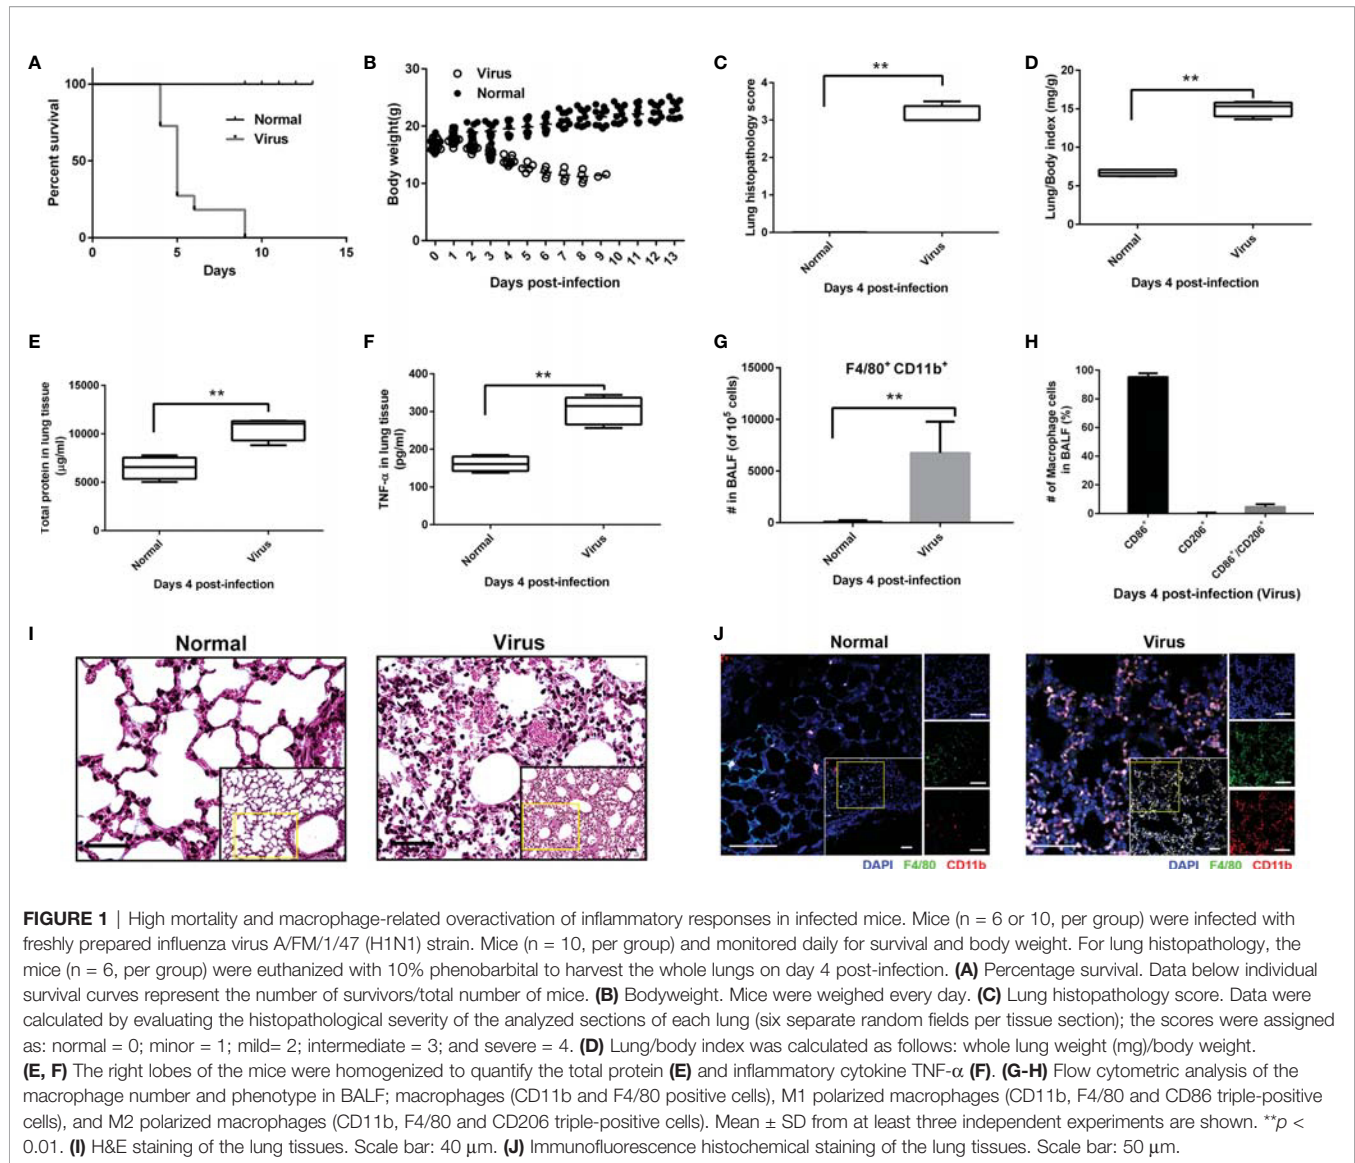 A
Percent survival
100
50
0
0
5
10
15
Days
Normal
Virus
B
Body weight(g)
30
20
10
0
Virus
Normal
0 1 2 3 4 5 6 7 8 9 10 11 12 13
Days post-infection
C
Lung histopathology score
4
3
2
1
0
**
Normal
Virus
Days 4 post-infection
D
Lung/Body index (mg/g)
20
15
10
5
0
**
Normal
Virus
Days 4 post-infection
E
Total protein in lung tissue
(μg/ml)
15000
10000
5000
0
**
Normal
Virus
Days 4 post-infection
F
TNF-α in lung tissue
(pg/ml)
400
300
200
100
0
**
Normal
Virus
Days 4 post-infection
G
# in BALF (of 10⁵ cells)
15000
10000
5000
0
F4/80⁺ CD11b⁺
**
Normal
Virus
Days 4 post-infection
H
# of Macrophage cells
in BALF (%)
100
80
60
40
20
0
CD86⁺
CD206⁺
CD86⁺/CD206⁺
Days 4 post-infection (Virus)
I
Normal
Virus
J
Normal
Virus
DAPI F4/80 CD11b
DAPI F4/80 CD11b
FIGURE 1 | High mortality and macrophage-related overactivation of inflammatory responses in infected mice. Mice (n = 6 or 10, per group) were infected with
freshly prepared influenza virus A/FM/1/47 (H1N1) strain. Mice (n = 10, per group) and monitored daily for survival and body weight. For lung histopathology, the
mice (n = 6, per group) were euthanized with 10% phenobarbital to harvest the whole lungs on day 4 post-infection. (A) Percentage survival. Data below individual
survival curves represent the number of survivors/total number of mice. (B) Bodyweight. Mice were weighed every day. (C) Lung histopathology score. Data were
calculated by evaluating the histopathological severity of the analyzed sections of each lung (six separate random fields per tissue section); the scores were assigned
as: normal = 0; minor = 1; mild= 2; intermediate = 3; and severe = 4. (D) Lung/body index was calculated as follows: whole lung weight (mg)/body weight.
(E, F) The right lobes of the mice were homogenized to quantify the total protein (E) and inflammatory cytokine TNF-α (F). (G-H) Flow cytometric analysis of the
macrophage number and phenotype in BALF; macrophages (CD11b and F4/80 positive cells), M1 polarized macrophages (CD11b, F4/80 and CD86 triple-positive
cells), and M2 polarized macrophages (CD11b, F4/80 and CD206 triple-positive cells). Mean ± SD from at least three independent experiments are shown. **p <
0.01. (I) H&E staining of the lung tissues. Scale bar: 40 μm. (J) Immunofluorescence histochemical staining of the lung tissues. Scale bar: 50 μm.